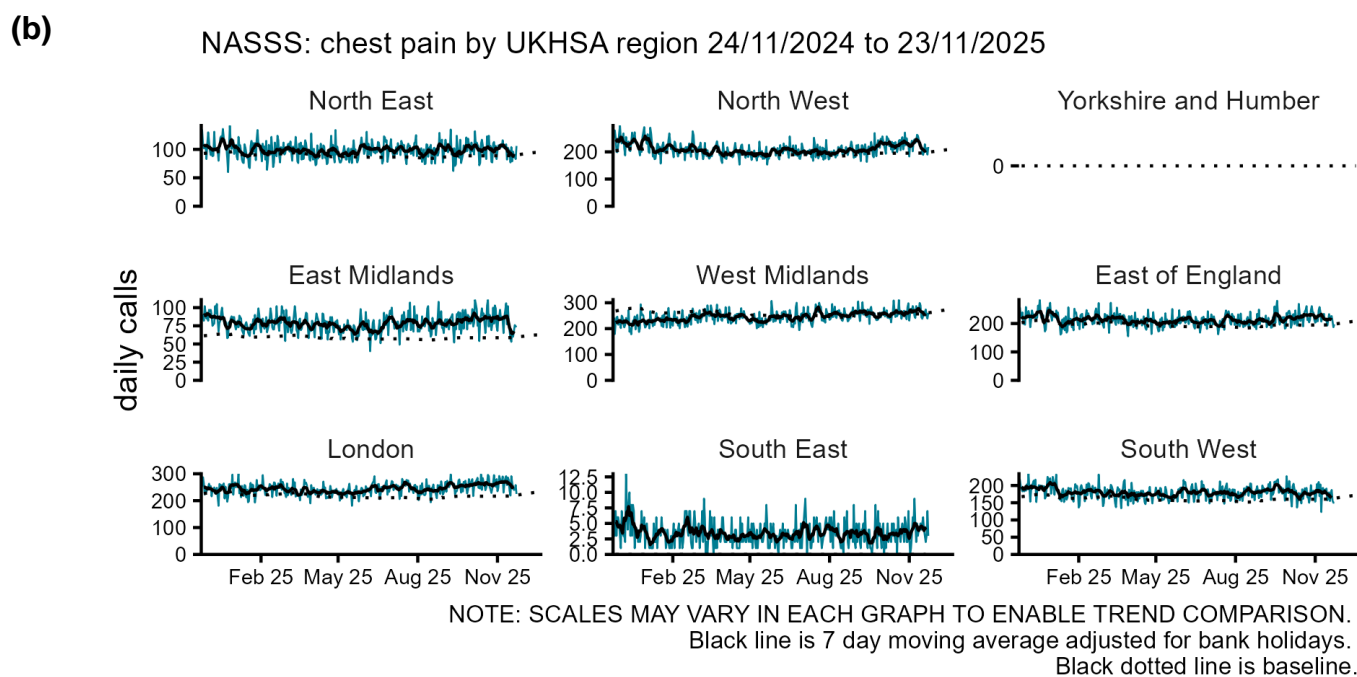 (b)
NASSS: chest pain by UKHSA region 24/11/2024 to 23/11/2025
North East
North West
Yorkshire and Humber
100
50
0
200
100
0
0
East Midlands
West Midlands
East of England
daily calls
100
75
50
25
0
300
200
100
0
200
100
0
London
South East
South West
300
200
100
0
12.5
10.0
7.5
5.0
2.5
0.0
200
150
100
50
0
Feb 25 May 25 Aug 25 Nov 25
Feb 25 May 25 Aug 25 Nov 25
Feb 25 May 25 Aug 25 Nov 25
NOTE: SCALES MAY VARY IN EACH GRAPH TO ENABLE TREND COMPARISON.
Black line is 7 day moving average adjusted for bank holidays.
Black dotted line is baseline.